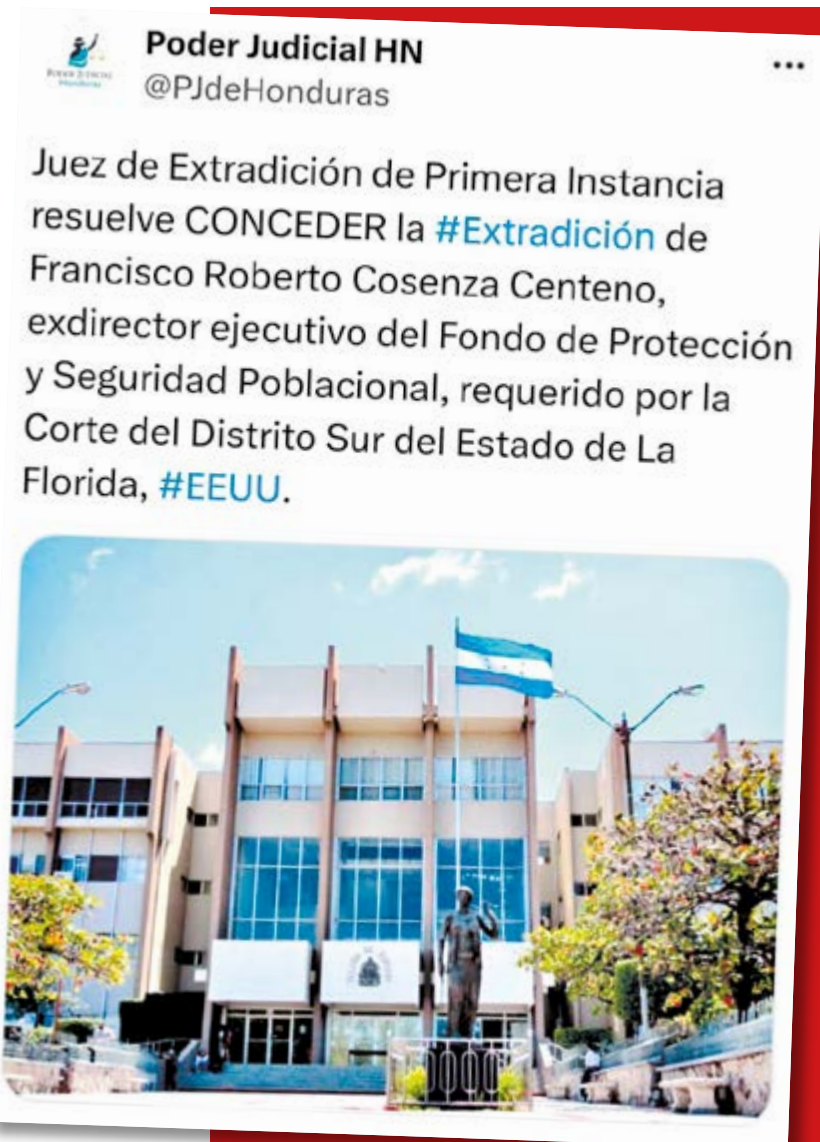 Poder Judicial HN
@PJdeHonduras
Juez de Extradición de Primera Instancia
resuelve CONCEDER la #Extradición de
Francisco Roberto Cosenza Centeno,
exdirector ejecutivo del Fondo de Protección
y Seguridad Poblacional, requerido por la
Corte del Distrito Sur del Estado de La
Florida, #EEUU.